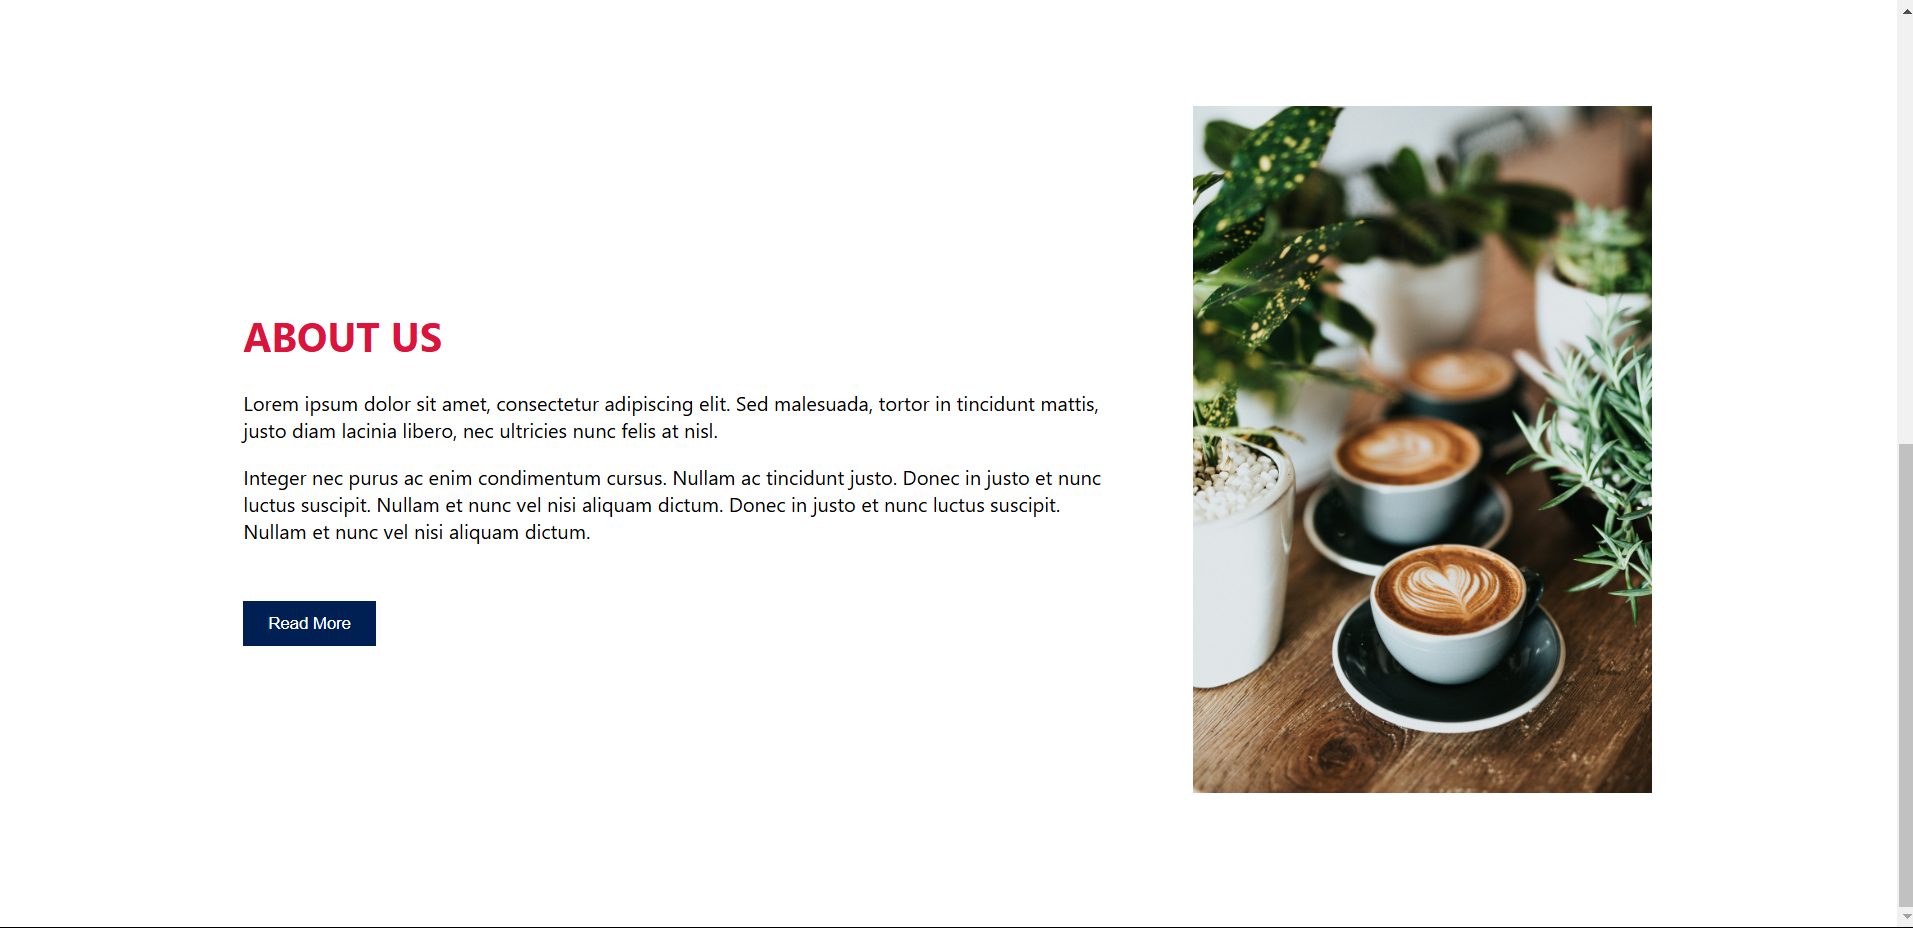 ABOUT US
Lorem ipsum dolor sit amet, consectetur adipiscing elit. Sed malesuada, tortor in tincidunt mattis,
justo diam lacinia libero, nec ultricies nunc felis at nisl.
Integer nec purus ac enim condimentum cursus. Nullam ac tincidunt justo. Donec in justo et nunc
luctus suscipit. Nullam et nunc vel nisi aliquam dictum. Donec in justo et nunc luctus suscipit.
Nullam et nunc vel nisi aliquam dictum.
Read More